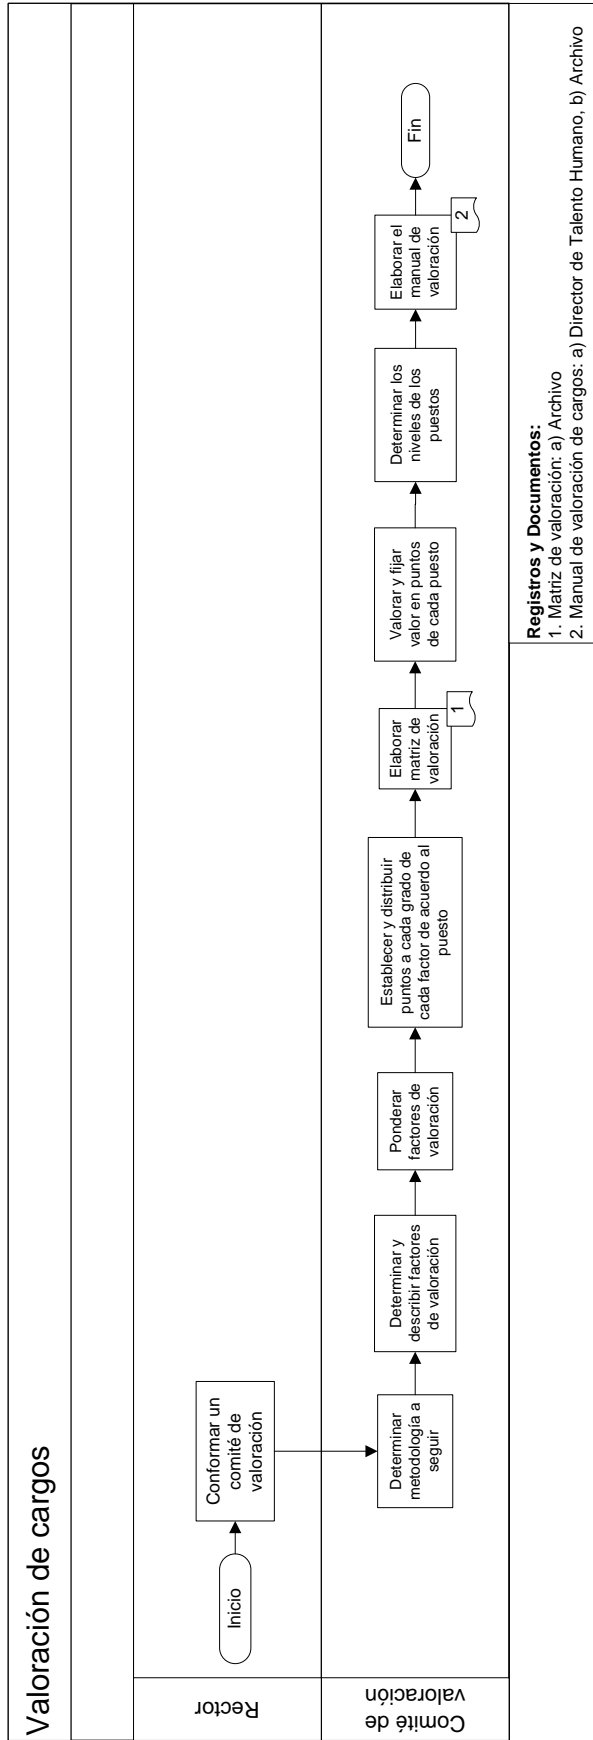 Valoración de cargos
Rector
Inicio
Conformar un
comité de
valoración
Comité de
valoración
Determinar
metodología a
seguir
Determinar y
describir factores
de valoración
Ponderar
factores de
valoración
Establecer y distribuir
puntos a cada grado de
cada factor de acuerdo al
puesto
Elaborar
matriz de
valoración
1
Valorar y fijar
valor en puntos
de cada puesto
Determinar los
niveles de los
puestos
Elaborar el
manual de
valoración
2
Fin
Registros y Documentos:
1. Matriz de valoración: a) Archivo
2. Manual de valoración de cargos: a) Director de Talento Humano, b) Archivo